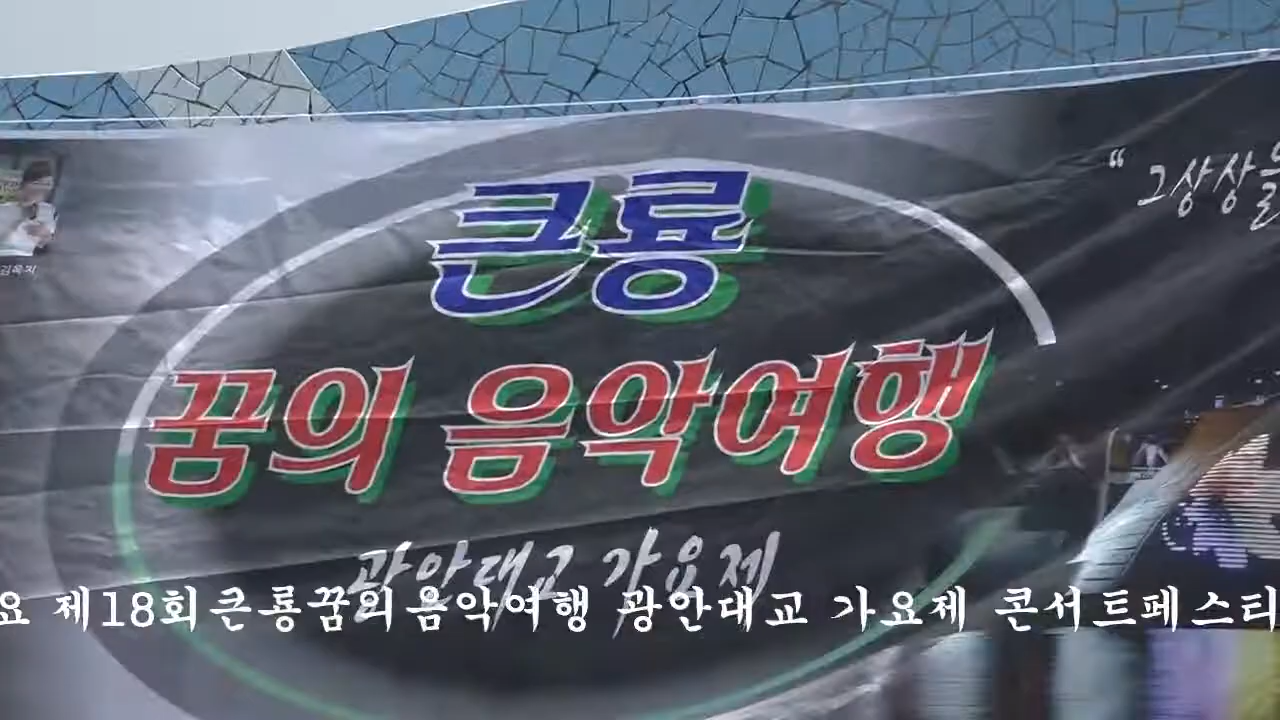 큰룡
꿈의 음악여행
광안대교 가요제
“ 그상상을
요 제18회큰룡꿈의음악여행 광안대교 가요제 콘서트페스티